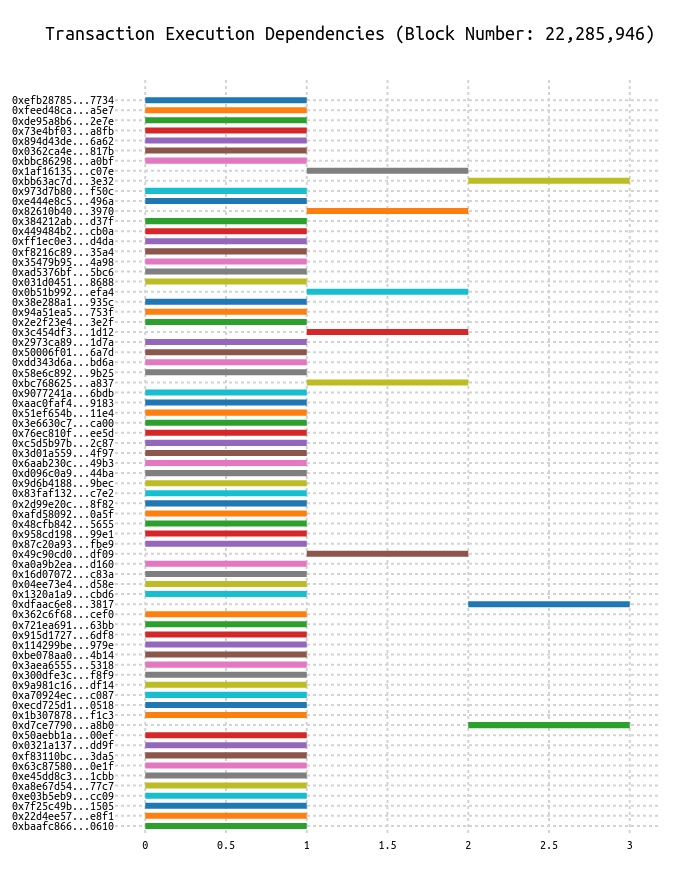 Transaction Execution Dependencies (Block Number: 22,285,946)
0xefb28785...7734
0xfeed48ca...a5e7
0xde95a8b6...2e7e
0x73e4bf03...a8fb
0x894d43de...6a62
0x0362ca4e...817b
0xbbc86298...a0bf
0x1af16135...c07e
0xbb63ac7d...3e32
0x973d7b80...f50c
0xe444e8c5...496a
0x82610b40...3970
0x384212ab...d37f
0x449484b2...cb0a
0xff1ec0e3...d4da
0xf8216c89...35a4
0x35479b95...4a98
0xad5376bf...5bc6
0x031d0451...8688
0x0b51b992...efa4
0x38e288a1...935c
0x94a51ea5...753f
0x2e2f23e4...3e2f
0x3c454df3...1d12
0x2973ca89...1d7a
0x50006f01...6a7d
0xdd343d6a...bd6a
0x58e6c892...9b25
0xbc768625...a837
0x9077241a...6bdb
0xaac0faf4...9183
0x51ef654b...11e4
0x3e6630c7...ca00
0x76ec810f...ee5d
0xc5d5b97b...2c87
0x3d01a559...4f97
0x6aab230c...49b3
0xd096c0a9...44ba
0x9d6b4188...9bec
0x83faf132...c7e2
0x2d99e20c...8f82
0xafd58092...0a5f
0x48cfb842...5655
0x958cd198...99e1
0x87c20a93...fbe9
0x49c90cd0...df09
0xa0a9b2ea...d160
0x16d07072...c83a
0x04ee73e4...d58e
0x1320a1a9...cbd6
0xdfaac6e8...3817
0x362c6f68...cef0
0x721ea691...63bb
0x915d1727...6df8
0x114299be...979e
0xbe078aa0...4b14
0x3aea6555...5318
0x300dfe3c...f8f9
0x9a981c16...df14
0xa70924ec...c087
0xecd725d1...0518
0x1b307878...f1c3
0xd7ce7790...a8b0
0x50aebb1a...00ef
0x0321a137...dd9f
0xf83110bc...3da5
0x63c87580...0e1f
0xe45dd8c3...1cbb
0xa8e67d54...77c7
0xe03b5eb9...cc09
0x7f25c49b...1505
0x22d4ee57...e8f1
0xbaafc866...0610
0 0.5 1 1.5 2 2.5 3